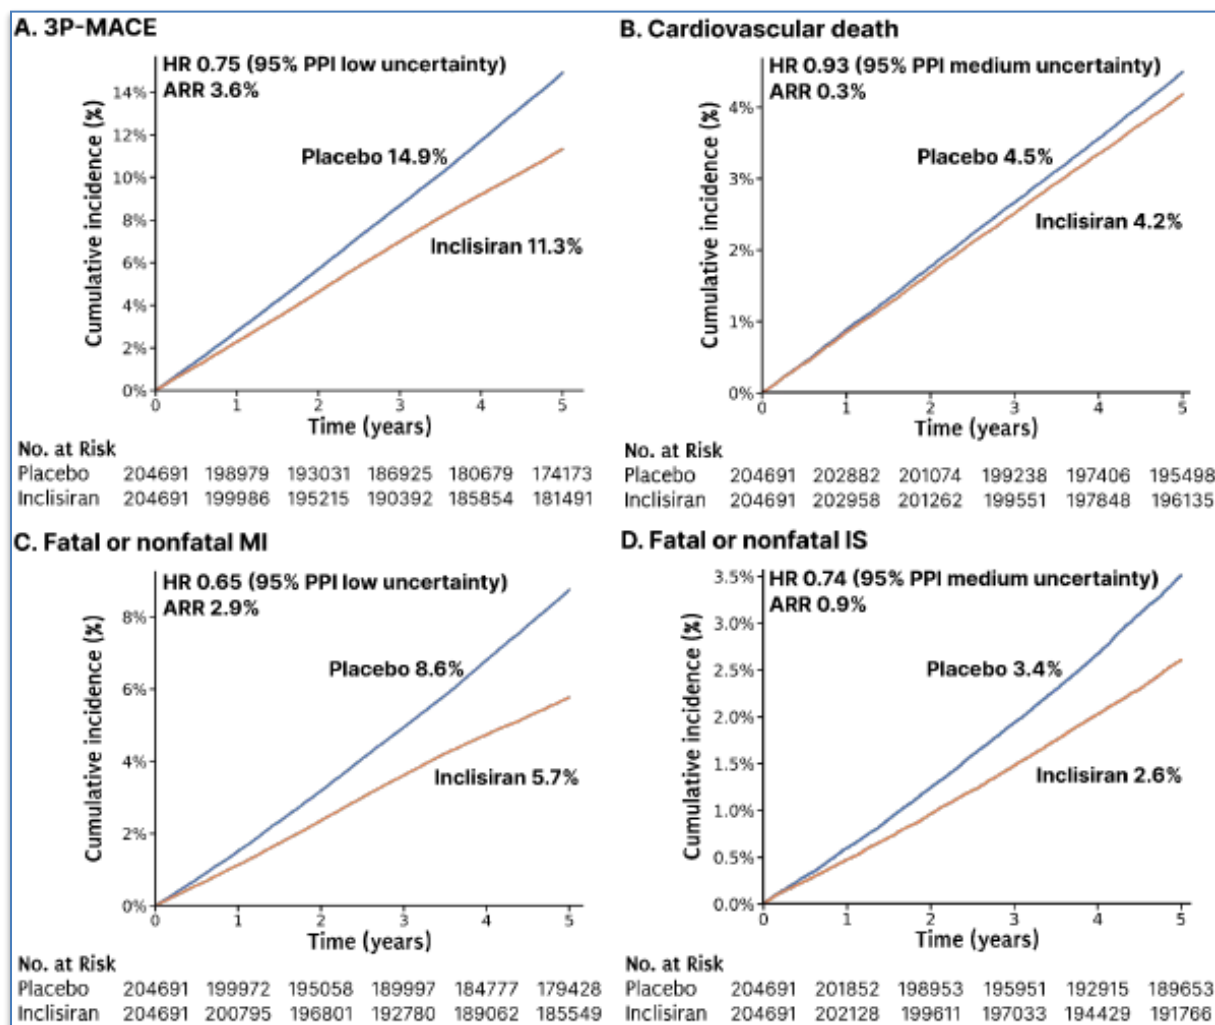 A. 3P-MACE
HR 0.75 (95% PPI low uncertainty)
ARR 3.6%
Placebo 14.9%
Inclisiran 11.3%
Cumulative incidence (%)
14%
12%
10%
8%
6%
4%
2%
0%
0 1 2 3 4 5
Time (years)
No. at Risk
Placebo 204691 198979 193031 186925 180679 174173
Inclisiran 204691 199986 195215 190392 185854 181491
B. Cardiovascular death
HR 0.93 (95% PPI medium uncertainty)
ARR 0.3%
Placebo 4.5%
Inclisiran 4.2%
Cumulative incidence (%)
4%
3%
2%
1%
0%
0 1 2 3 4 5
Time (years)
No. at Risk
Placebo 204691 202882 201074 199238 197406 195498
Inclisiran 204691 202958 201262 199551 197848 196135
C. Fatal or nonfatal MI
HR 0.65 (95% PPI low uncertainty)
ARR 2.9%
Placebo 8.6%
Inclisiran 5.7%
Cumulative incidence (%)
8%
6%
4%
2%
0%
0 1 2 3 4 5
Time (years)
No. at Risk
Placebo 204691 199972 195058 189997 184777 179428
Inclisiran 204691 200795 196801 192780 189062 185549
D. Fatal or nonfatal IS
HR 0.74 (95% PPI medium uncertainty)
ARR 0.9%
Placebo 3.4%
Inclisiran 2.6%
Cumulative incidence (%)
3.5%
3.0%
2.5%
2.0%
1.5%
1.0%
0.5%
0.0%
0 1 2 3 4 5
Time (years)
No. at Risk
Placebo 204691 201852 198953 195951 192915 189653
Inclisiran 204691 202128 199611 197033 194429 191766